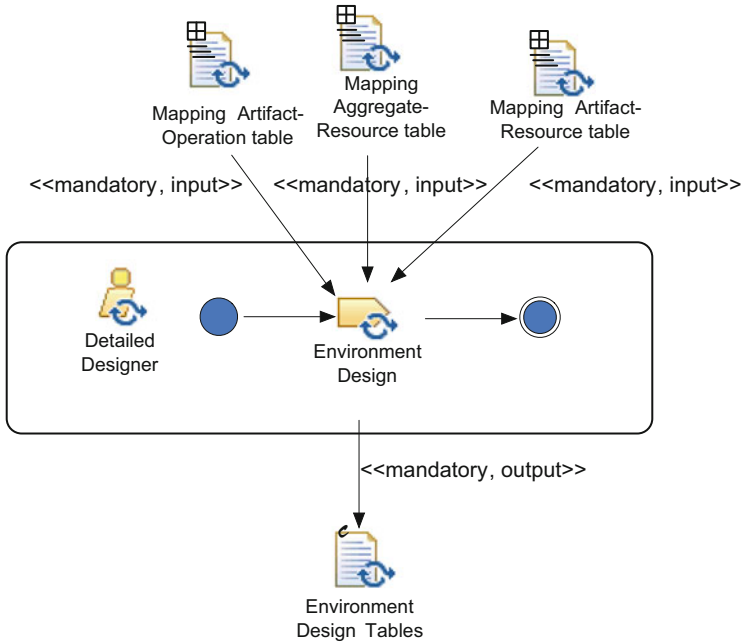 Mapping Artifact-
Operation table
Mapping
Aggregate-
Resource table
Mapping Artifact-
Resource table
<<mandatory, input>>
<<mandatory, input>>
<<mandatory, input>>
Detailed
Designer
Environment
Design
<<mandatory, output>>
Environment
Design Tables